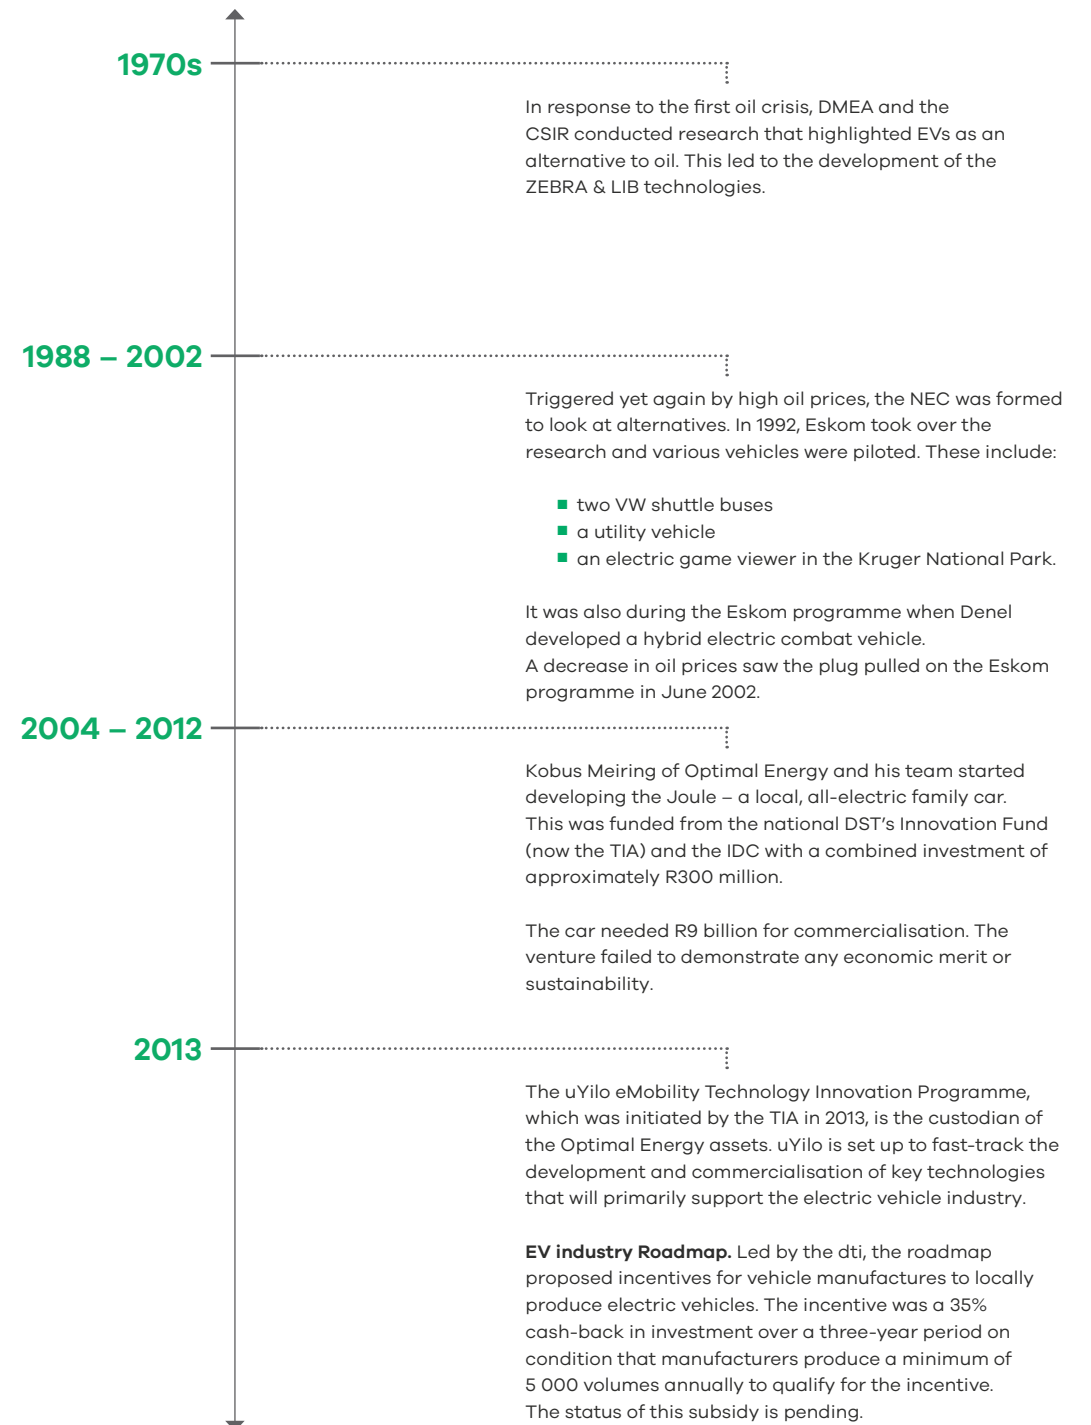 1970s
In response to the first oil crisis, DMEA and the
CSIR conducted research that highlighted EVs as an
alternative to oil. This led to the development of the
ZEBRA & LIB technologies.
1988 – 2002
Triggered yet again by high oil prices, the NEC was formed
to look at alternatives. In 1992, Eskom took over the
research and various vehicles were piloted. These include:
■ two VW shuttle buses
■ a utility vehicle
■ an electric game viewer in the Kruger National Park.
It was also during the Eskom programme when Denel
developed a hybrid electric combat vehicle.
A decrease in oil prices saw the plug pulled on the Eskom
programme in June 2002.
2004 – 2012
Kobus Meiring of Optimal Energy and his team started
developing the Joule – a local, all-electric family car.
This was funded from the national DST's Innovation Fund
(now the TIA) and the IDC with a combined investment of
approximately R300 million.
The car needed R9 billion for commercialisation. The
venture failed to demonstrate any economic merit or
sustainability.
2013
The uYilo eMobility Technology Innovation Programme,
which was initiated by the TIA in 2013, is the custodian of
the Optimal Energy assets. uYilo is set up to fast-track the
development and commercialisation of key technologies
that will primarily support the electric vehicle industry.
EV industry Roadmap. Led by the dti, the roadmap
proposed incentives for vehicle manufactures to locally
produce electric vehicles. The incentive was a 35%
cash-back in investment over a three-year period on
condition that manufacturers produce a minimum of
5 000 volumes annually to qualify for the incentive.
The status of this subsidy is pending.